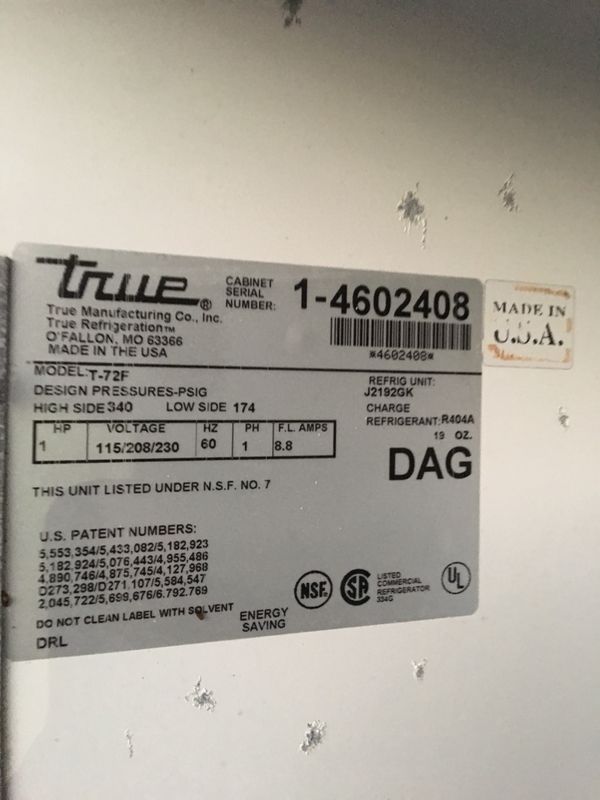 true®
CABINET
SERIAL
NUMBER:
1-4602408
*4602408*
True Manufacturing Co., Inc.
True Refrigeration™
O'FALLON, MO 63366
MADE IN THE USA
MADE IN
U.S.A.
MODEL: T-72F
DESIGN PRESSURES-PSIG
HIGH SIDE 340 LOW SIDE 174
REFRIG UNIT:
J2192GK
CHARGE
REFRIGERANT: R404A
19 OZ.
HP VOLTAGE HZ PH F.L. AMPS
1 115/208/230 60 1 8.8
DAG
THIS UNIT LISTED UNDER N.S.F. NO. 7
U.S. PATENT NUMBERS:
5,553,354/5,433,082/5,182,923
5,182,924/5,076,443/4,955,486
4,890,746/4,875,745/4,127,968
D273,298/D271,107/5,584,547
2,045,722/5,699,676/6.792.769
DO NOT CLEAN LABEL WITH SOLVENT
ENERGY
SAVING
DRL
NSF
SA
LISTED
COMMERCIAL
REFRIGERATOR
334G
UL